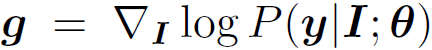 g = ∇_I log P(y|I; θ)